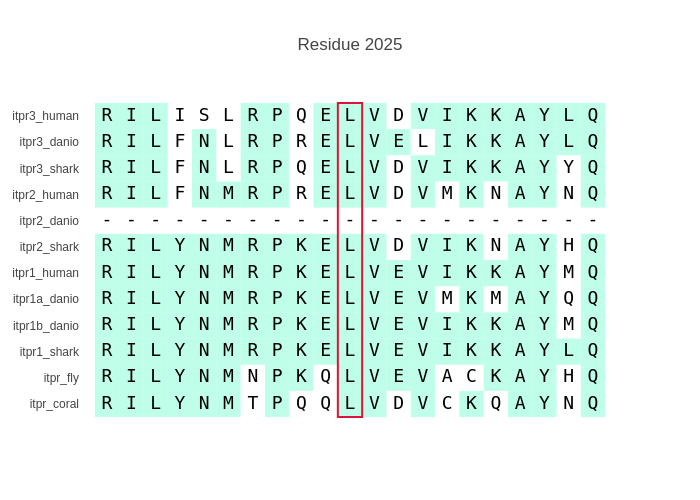 Residue 2025
itpr3_human R I L I S L R P Q E L V D V I K K A Y L Q
itpr3_danio R I L F N L R P R E L V E L I K K A Y L Q
itpr3_shark R I L F N L R P Q E L V D V I K K A Y Y Q
itpr2_human R I L F N M R P R E L V D V M K N A Y N Q
itpr2_danio - - - - - - - - - - - - - - - - - - - - -
itpr2_shark R I L Y N M R P K E L V D V I K N A Y H Q
itpr1_human R I L Y N M R P K E L V E V I K K A Y M Q
itpr1a_danio R I L Y N M R P K E L V E V M K M A Y Q Q
itpr1b_danio R I L Y N M R P K E L V E V I K K A Y M Q
itpr1_shark R I L Y N M R P K E L V E V I K K A Y L Q
itpr_fly R I L Y N M N P K Q L V E V A C K A Y H Q
itpr_coral R I L Y N M T P Q Q L V D V C K Q A Y N Q